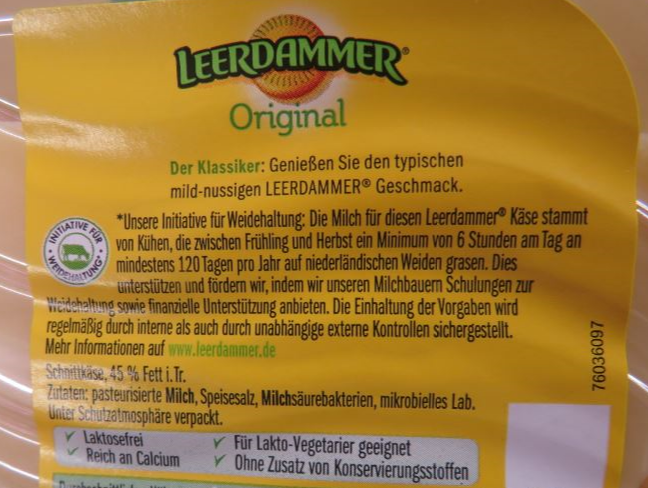 LEERDAMMER®
Original
Der Klassiker: Genießen Sie den typischen
mild-nussigen LEERDAMMER® Geschmack.
INITIATIVE FÜR
WEIDEHALTUNG*
*Unsere Initiative für Weidehaltung: Die Milch für diesen Leerdammer® Käse stammt
von Kühen, die zwischen Frühling und Herbst ein Minimum von 6 Stunden am Tag an
mindestens 120 Tagen pro Jahr auf niederländischen Weiden grasen. Dies
unterstützen und fördern wir, indem wir unseren Milchbauern Schulungen zur
Weidehaltung sowie finanzielle Unterstützung anbieten. Die Einhaltung der Vorgaben wird
regelmäßig durch interne als auch durch unabhängige externe Kontrollen sichergestellt.
Mehr Informationen auf www.leerdammer.de
Schnittkäse, 45 % Fett i.Tr.
Zutaten: pasteurisierte Milch, Speisesalz, Milchsäurebakterien, mikrobielles Lab.
Unter Schutzatmosphäre verpackt.
✓ Laktosefrei
✓ Reich an Calcium
✓ Für Lakto-Vegetarier geeignet
✓ Ohne Zusatz von Konservierungsstoffen
76036097